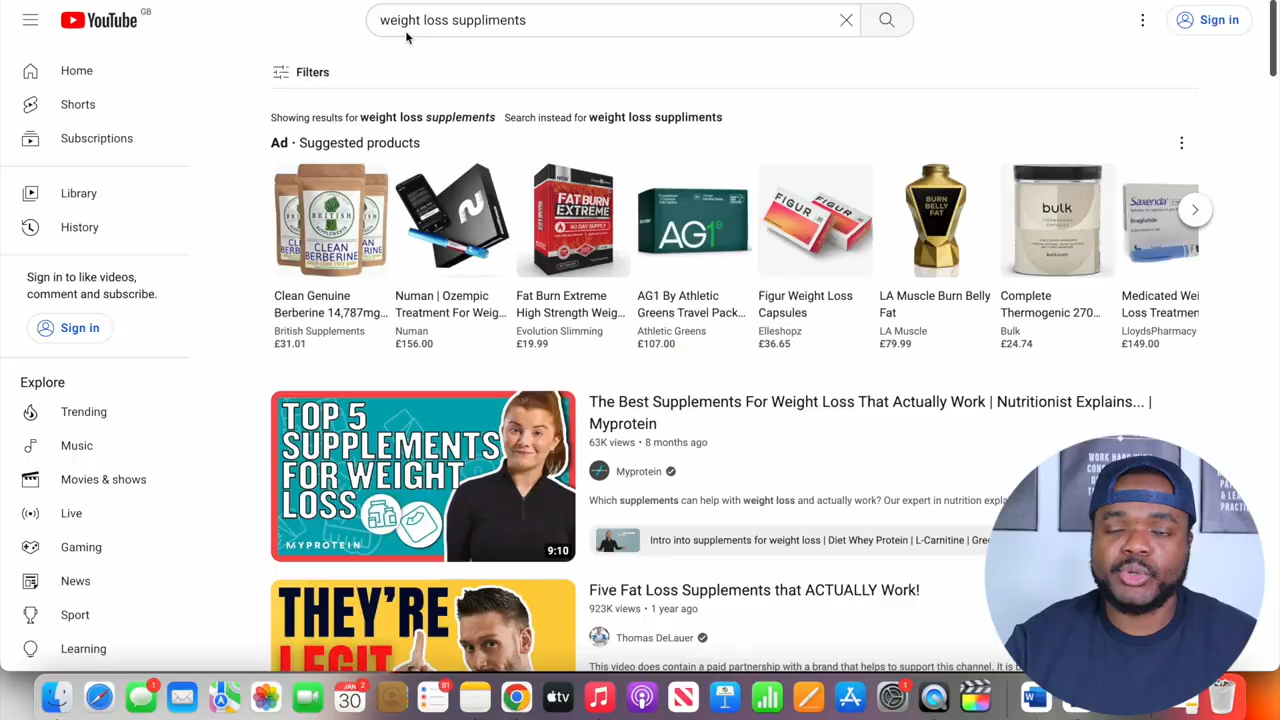 YouTube GB
weight loss suppliments
Sign in
Home
Shorts
Subscriptions
Library
History
Sign in to like videos,
comment and subscribe.
Sign in
Explore
Trending
Music
Movies & shows
Live
Gaming
News
Sport
Learning
Filters
Showing results for weight loss supplements Search instead for weight loss suppliments
Ad · Suggested products
BRITISH
CLEAN
BERBERINE
FAT BURN
EXTREME
AG1
FIGUR
FIGUR
BURN
BELLY
FAT
bulk
Saxenda
Clean Genuine
Berberine 14,787mg...
British Supplements
£31.01
Numan | Ozempic
Treatment For Weig...
Numan
£156.00
Fat Burn Extreme
High Strength Weig...
Evolution Slimming
£19.99
AG1 By Athletic
Greens Travel Pack...
Athletic Greens
£107.00
Figur Weight Loss
Capsules
Elleshopz
£36.65
LA Muscle Burn Belly
Fat
LA Muscle
£79.99
Complete
Thermogenic 270...
Bulk
£24.74
Medicated Wei
Loss Treatmen
LloydsPharmacy
£149.00
TOP 5
SUPPLEMENTS
FOR WEIGHT
LOSS
MYPROTEIN
9:10
The Best Supplements For Weight Loss That Actually Work | Nutritionist Explains... |
Myprotein
63K views • 8 months ago
Myprotein
Which supplements can help with weight loss and actually work? Our expert in nutrition expla
Intro into supplements for weight loss | Diet Whey Protein | L-Carnitine | Gree
THEY'RE
LEGIT
Five Fat Loss Supplements that ACTUALLY Work!
923K views • 1 year ago
Thomas DeLauer
This video does contain a paid partnership with a brand that helps to support this channel. It is b
WORK HARD
1
JAN 2
30
81
tv
1
W